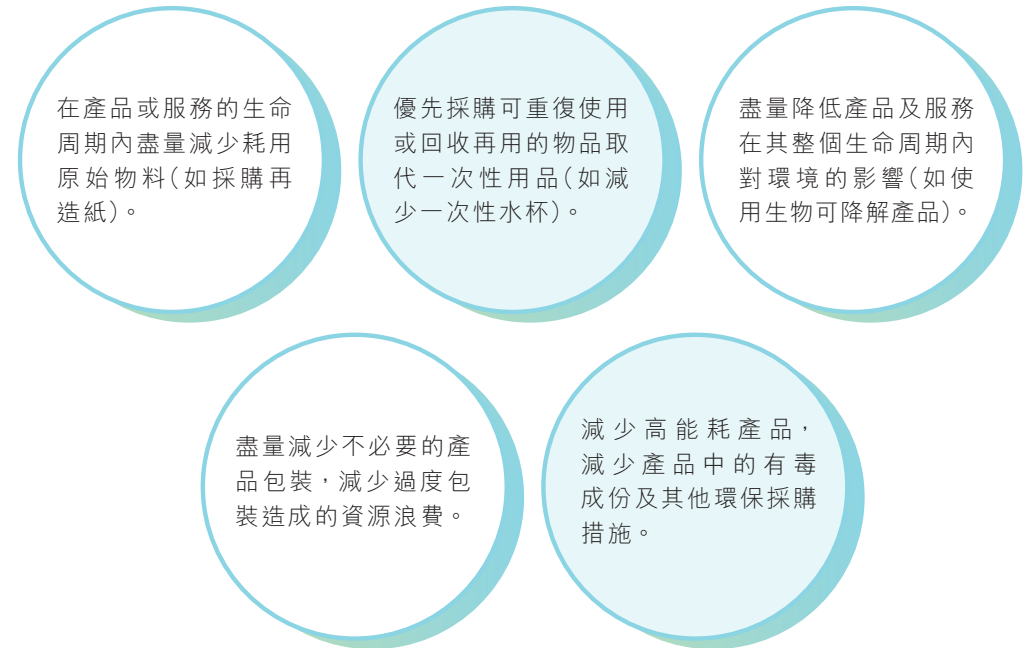 在產品或服務的生命
周期內盡量減少耗用
原始物料(如採購再
造紙)。
優先採購可重復使用
或回收再用的物品取
代一次性用品(如減
少一次性水杯)。
盡量降低產品及服務
在其整個生命周期內
對環境的影響(如使
用生物可降解產品)。
盡量減少不必要的產
品包裝，減少過度包
裝造成的資源浪費。
減少高能耗產品，
減少產品中的有毒
成份及其他環保採購
措施。